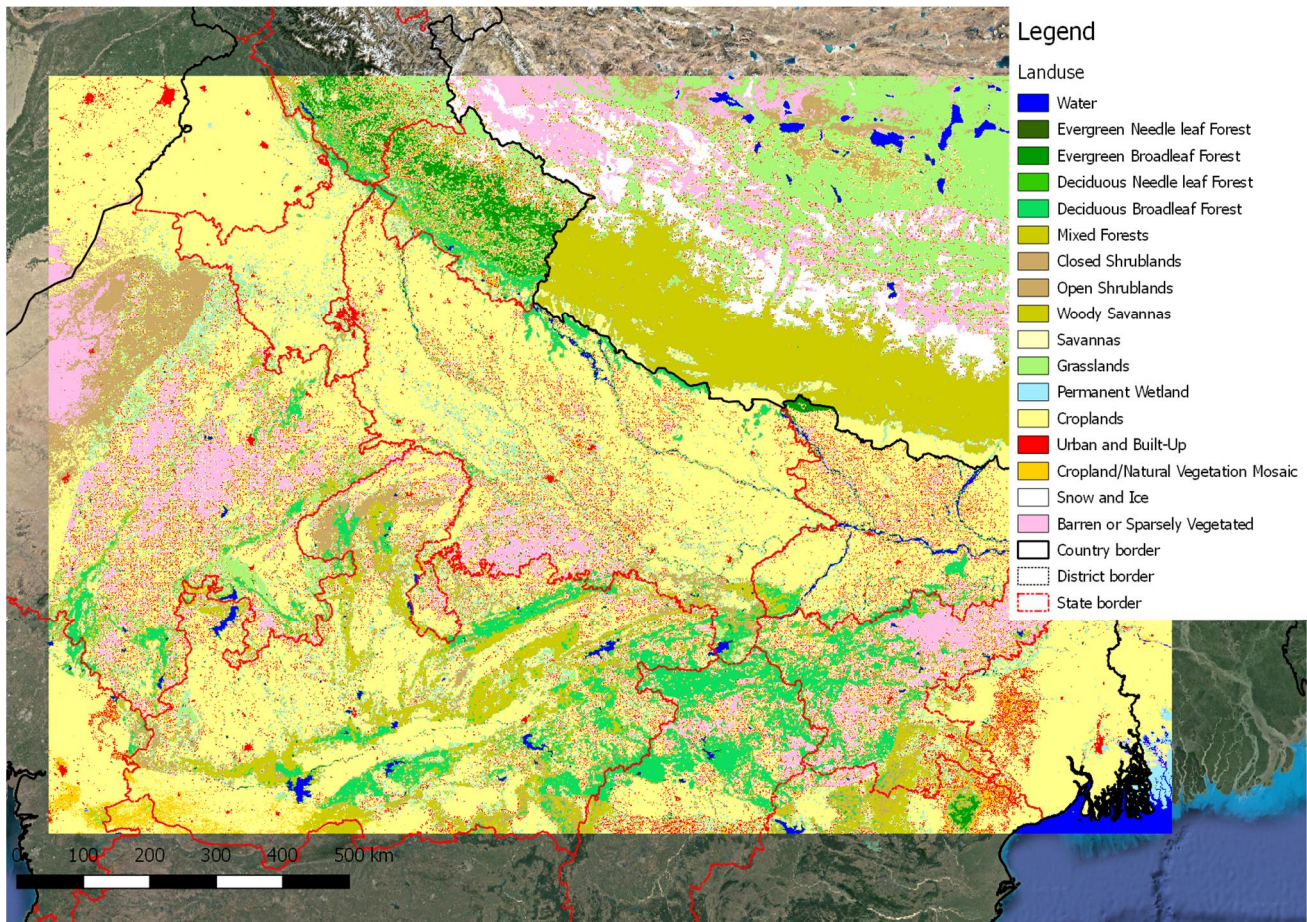 Legend
Landuse
Water
Evergreen Needle leaf Forest
Evergreen Broadleaf Forest
Deciduous Needle leaf Forest
Deciduous Broadleaf Forest
Mixed Forests
Closed Shrublands
Open Shrublands
Woody Savannas
Savannas
Grasslands
Permanent Wetland
Croplands
Urban and Built-Up
Cropland/Natural Vegetation Mosaic
Snow and Ice
Barren or Sparsely Vegetated
Country border
District border
State border
0 100 200 300 400 500 km